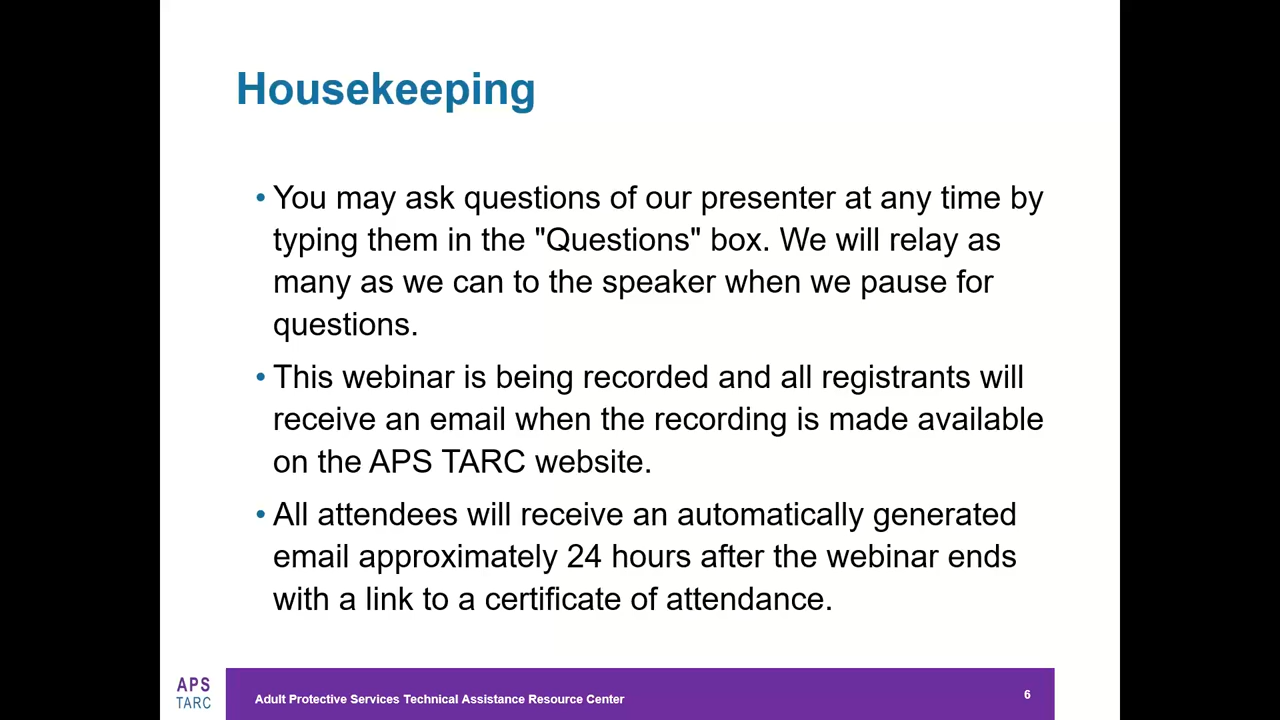 Housekeeping
• You may ask questions of our presenter at any time by
typing them in the "Questions" box. We will relay as
many as we can to the speaker when we pause for
questions.
• This webinar is being recorded and all registrants will
receive an email when the recording is made available
on the APS TARC website.
• All attendees will receive an automatically generated
email approximately 24 hours after the webinar ends
with a link to a certificate of attendance.
APS
TARC
Adult Protective Services Technical Assistance Resource Center
6